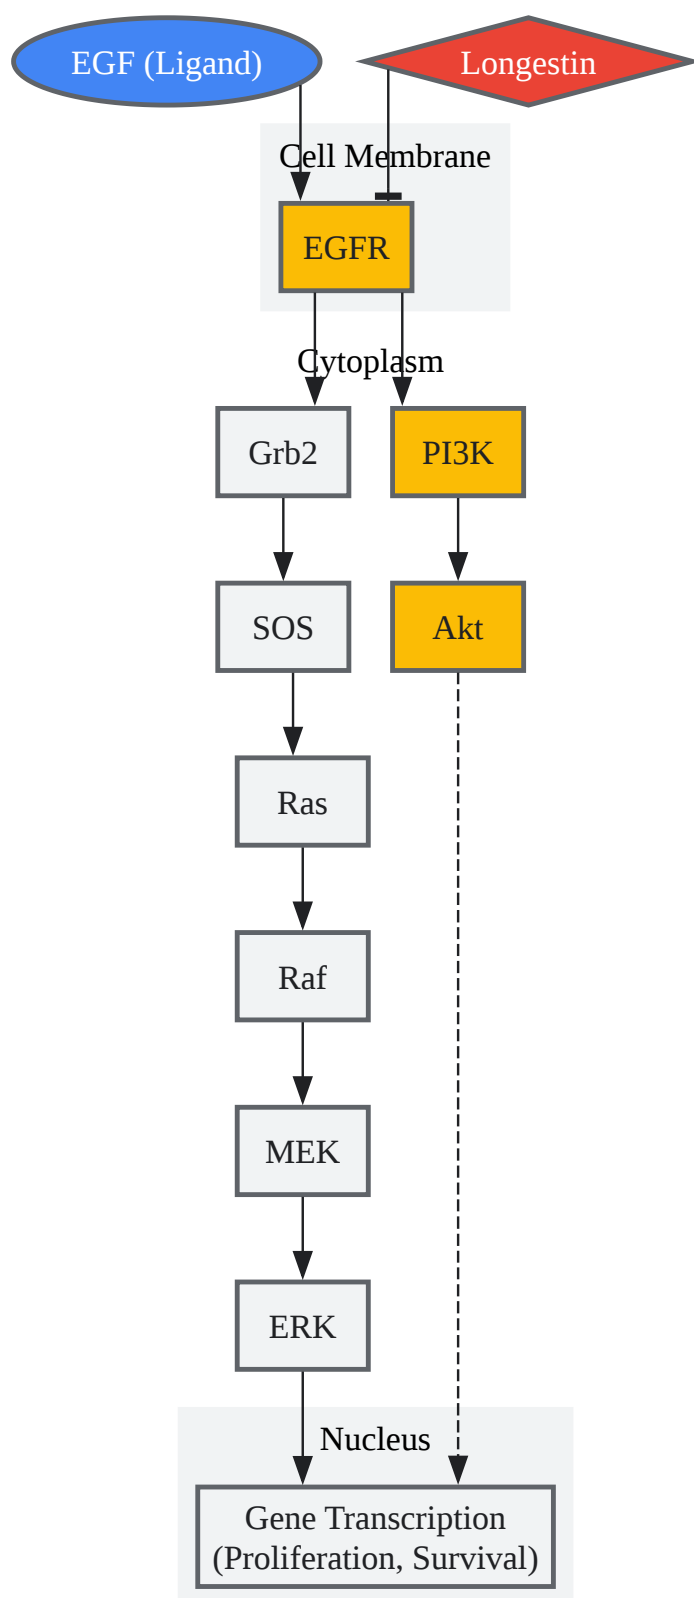 EGF (Ligand)
Longestin
Cell Membrane
EGFR
Cytoplasm
Grb2
PI3K
SOS
Akt
Ras
Raf
MEK
ERK
Nucleus
Gene Transcription
(Proliferation, Survival)